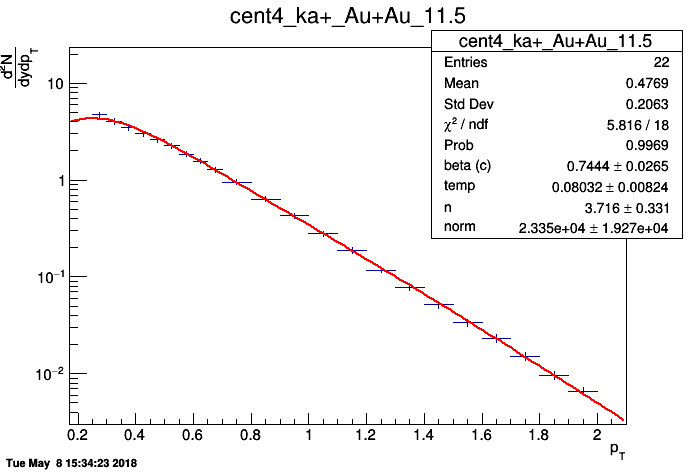 cent4_ka+_Au+Au_11.5
d²N
dydp_T
cent4_ka+_Au+Au_11.5
Entries 22
Mean 0.4769
Std Dev 0.2063
χ² / ndf 5.816 / 18
Prob 0.9969
beta (c) 0.7444 ± 0.0265
temp 0.08032 ± 0.00824
n 3.716 ± 0.331
norm 2.335e+04 ± 1.927e+04
10
1
10⁻¹
10⁻²
0.2 0.4 0.6 0.8 1 1.2 1.4 1.6 1.8 2
p_T
Tue May 8 15:34:23 2018